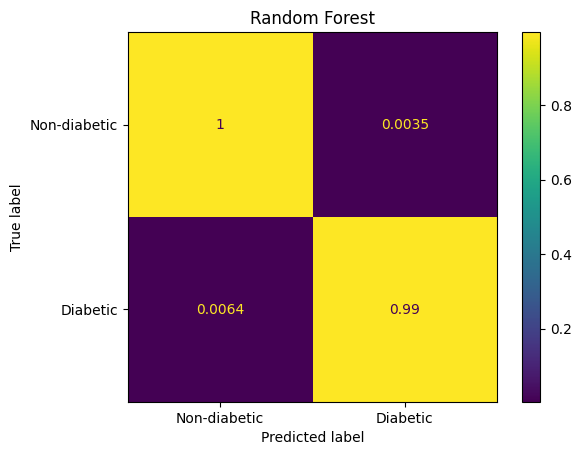 Random Forest
Non-diabetic
1
0.0035
0.8
0.6
True label
Diabetic
0.0064
0.99
0.4
0.2
Non-diabetic
Diabetic
Predicted label